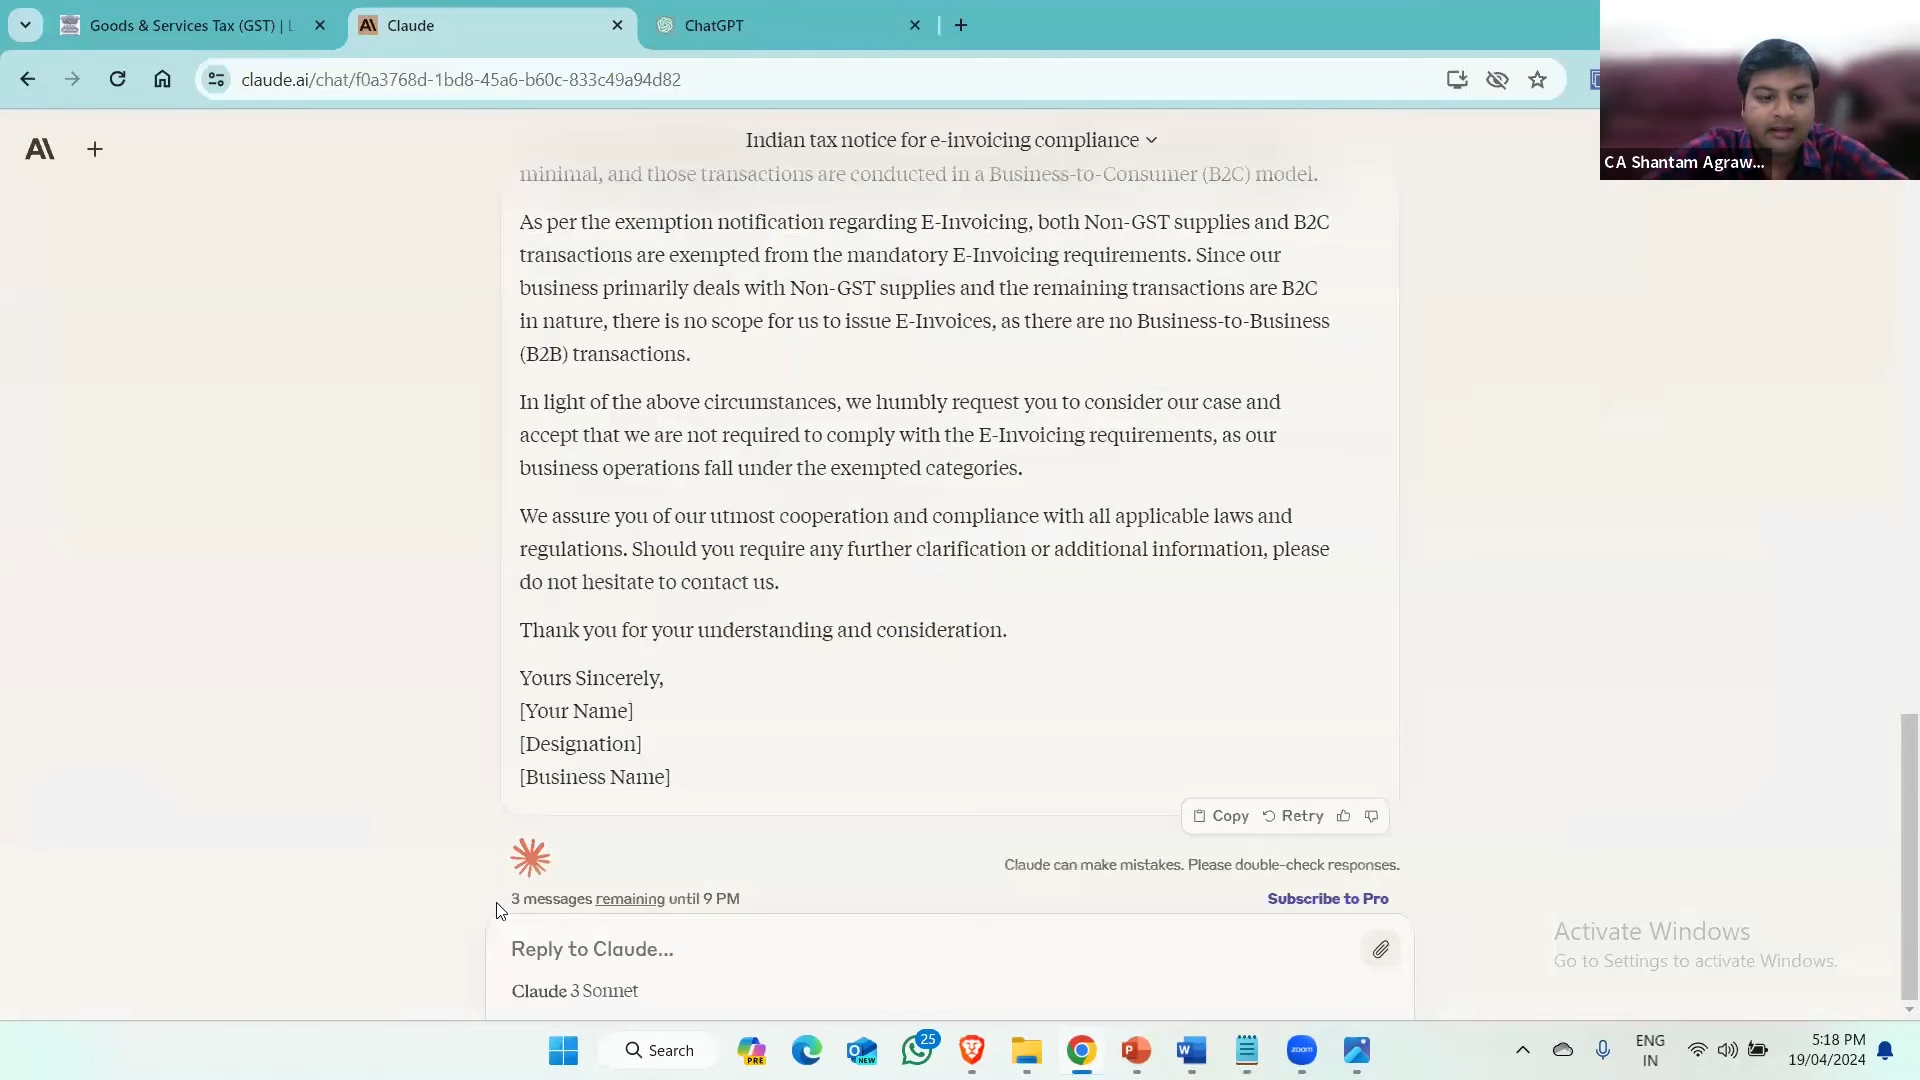 Goods & Services Tax (GST) | L
Claude
ChatGPT
claude.ai/chat/f0a3768d-1bd8-45a6-b60c-833c49a94d82
CA Shantam Agraw...
Indian tax notice for e-invoicing compliance
minimal, and those transactions are conducted in a Business-to-Consumer (B2C) model.
As per the exemption notification regarding E-Invoicing, both Non-GST supplies and B2C
transactions are exempted from the mandatory E-Invoicing requirements. Since our
business primarily deals with Non-GST supplies and the remaining transactions are B2C
in nature, there is no scope for us to issue E-Invoices, as there are no Business-to-Business
(B2B) transactions.
In light of the above circumstances, we humbly request you to consider our case and
accept that we are not required to comply with the E-Invoicing requirements, as our
business operations fall under the exempted categories.
We assure you of our utmost cooperation and compliance with all applicable laws and
regulations. Should you require any further clarification or additional information, please
do not hesitate to contact us.
Thank you for your understanding and consideration.
Yours Sincerely,
[Your Name]
[Designation]
[Business Name]
Copy Retry
Claude can make mistakes. Please double-check responses.
3 messages remaining until 9 PM
Subscribe to Pro
Reply to Claude...
Claude 3 Sonnet
Activate Windows
Go to Settings to activate Windows.
Search
PRE
NEW
25
zoom
ENG
IN
5:18 PM
19/04/2024